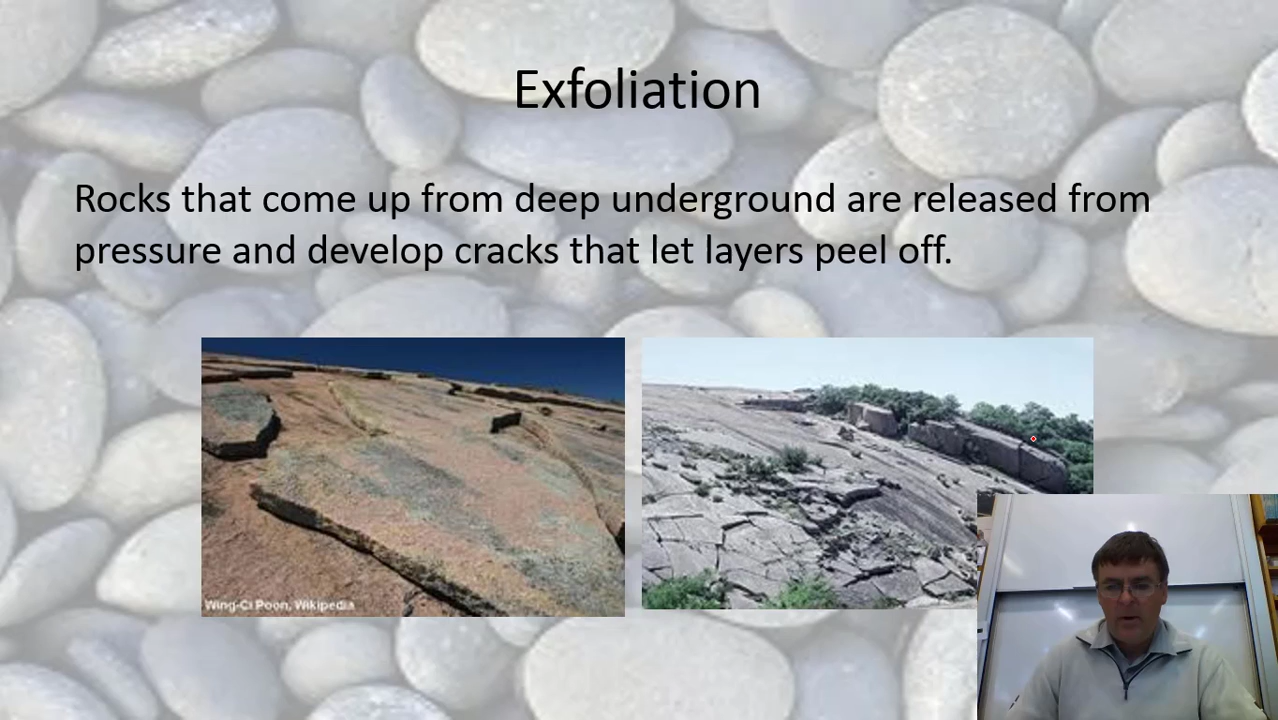 Exfoliation
Rocks that come up from deep underground are released from
pressure and develop cracks that let layers peel off.
Wing-Ci Poon, Wikipedia